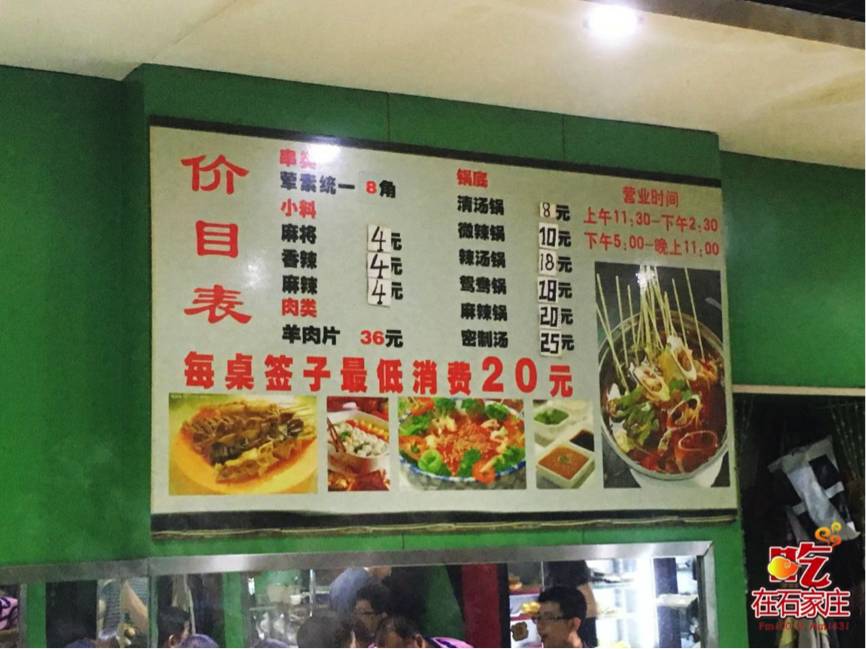 价目表
串类
荤素统一 8角
小料
麻将 4元
香辣 4元
麻辣 4元
肉类
羊肉片 36元
锅底
清汤锅 8元
微辣锅 10元
辣汤锅 18元
鸳鸯锅 18元
麻辣锅 20元
密制汤 25元
营业时间
上午11:30-下午2:30
下午5:00-晚上11:00
每桌签子最低消费20元
吃
在石家庄